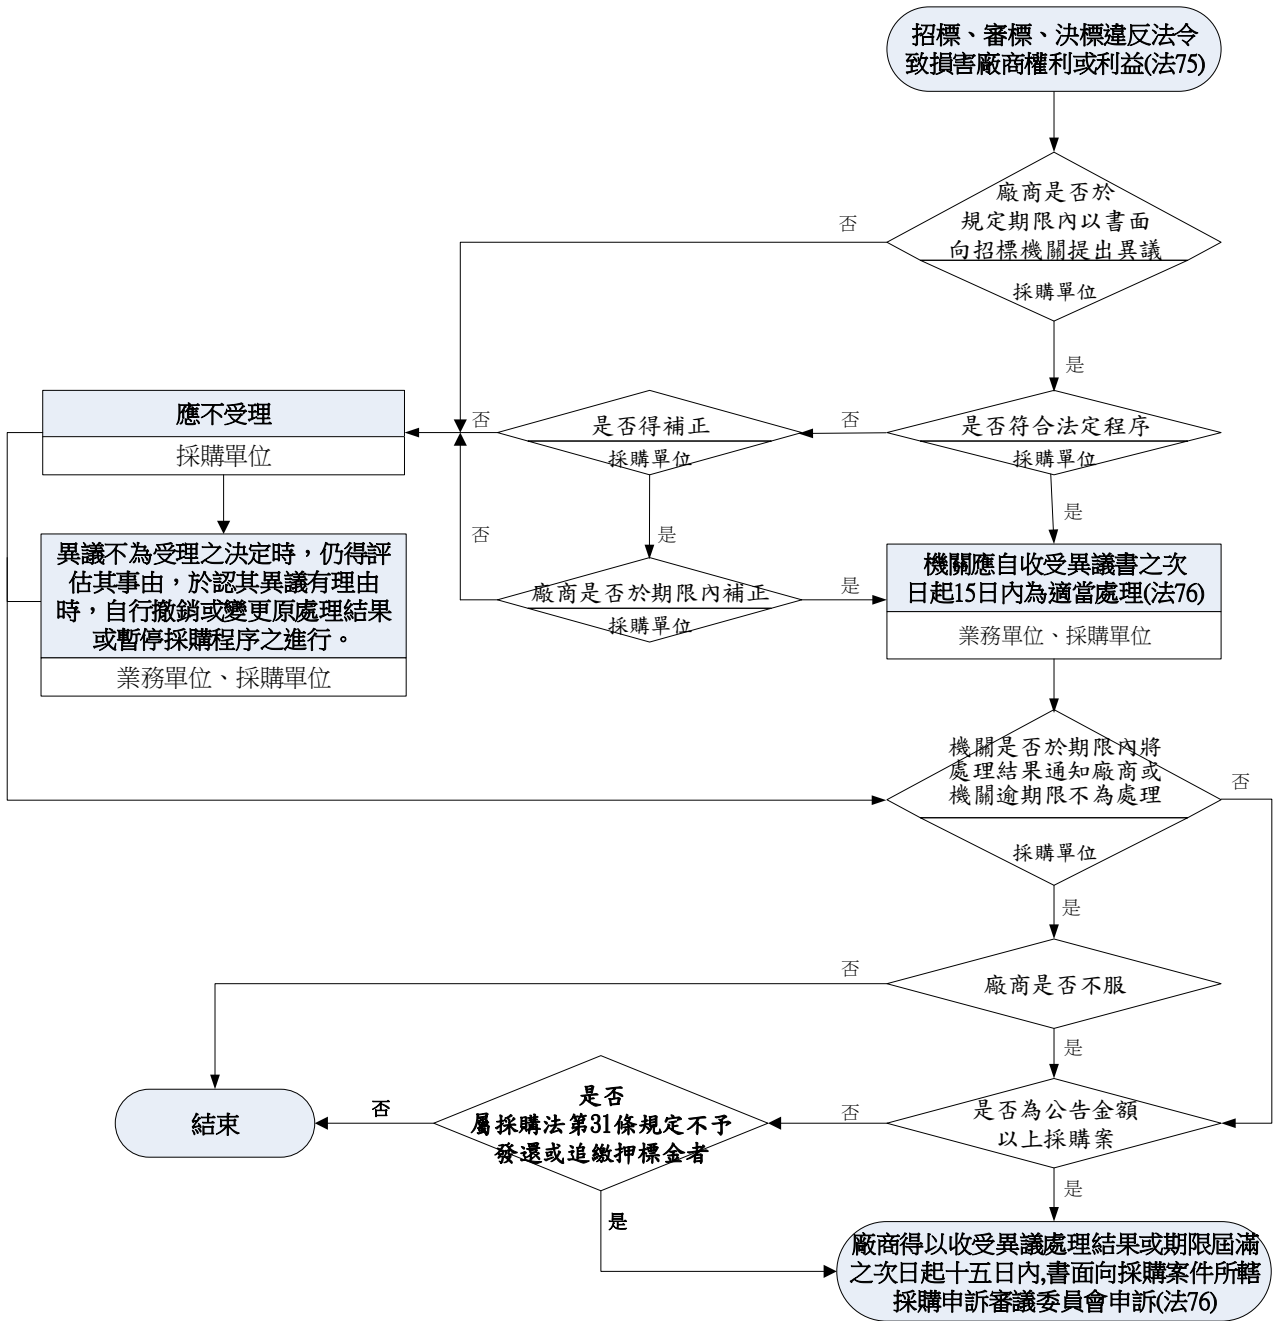 招標、審標、決標違反法令
致損害廠商權利或利益(法75)
廠商是否於
規定期限內以書面
向招標機關提出異議
採購單位
否
是
應不受理
採購單位
否
是否得補正
採購單位
否
是否符合法定程序
採購單位
否
是
是
異議不為受理之決定時，仍得評
估其事由，於認其異議有理由
時，自行撤銷或變更原處理結果
或暫停採購程序之進行。
業務單位、採購單位
廠商是否於期限內補正
採購單位
是
機關應自收受異議書之次
日起15日內為適當處理(法76)
業務單位、採購單位
機關是否於期限內將
處理結果通知廠商或
機關逾期限不為處理
採購單位
否
是
否
廠商是否不服
是
結束
否
是否
屬採購法第31條規定不予
發還或追繳押標金者
否
是否為公告金額
以上採購案
是
是
廠商得以收受異議處理結果或期限屆滿
之次日起十五日內,書面向採購案件所轄
採購申訴審議委員會申訴(法76)